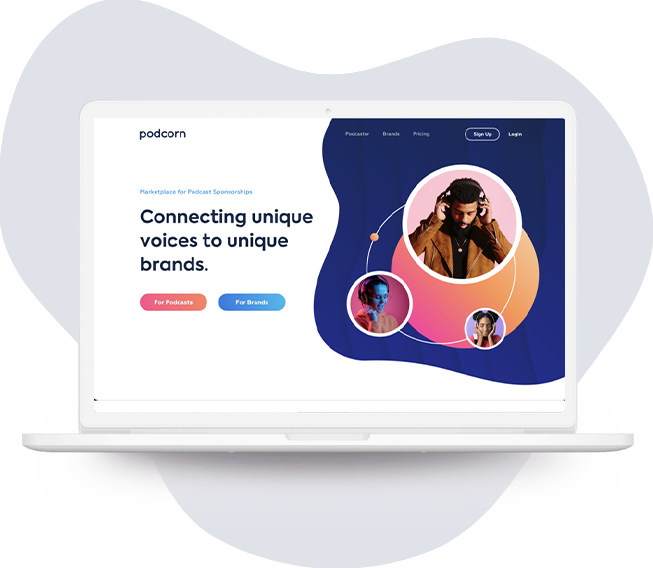 podcorn
Podcaster Brands Pricing Sign Up Login
Marketplace for Podcast Sponsorships
Connecting unique
voices to unique
brands.
For Podcasts For Brands